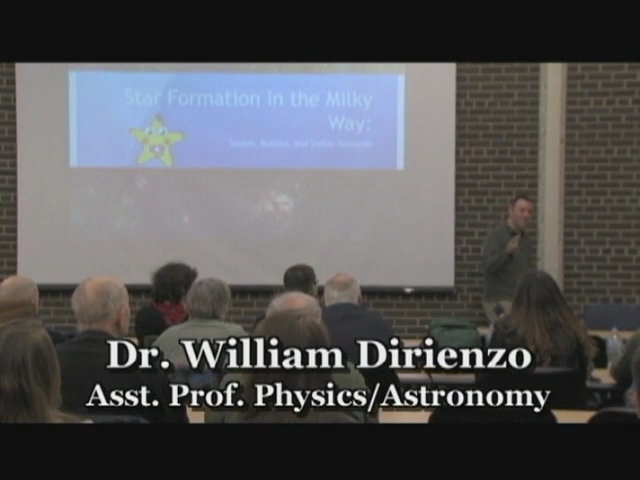 Star Formation in the Milky
Way:
Dr. William Dirienzo
Asst. Prof. Physics/Astronomy